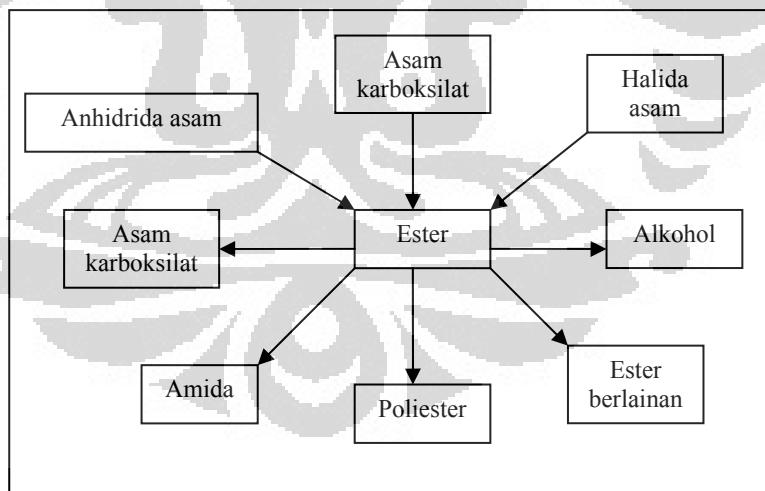 Asam
karboksilat
Halida
asam
Anhidrida asam
Asam
karboksilat
Ester
Alkohol
Amida
Poliester
Ester
berlainan